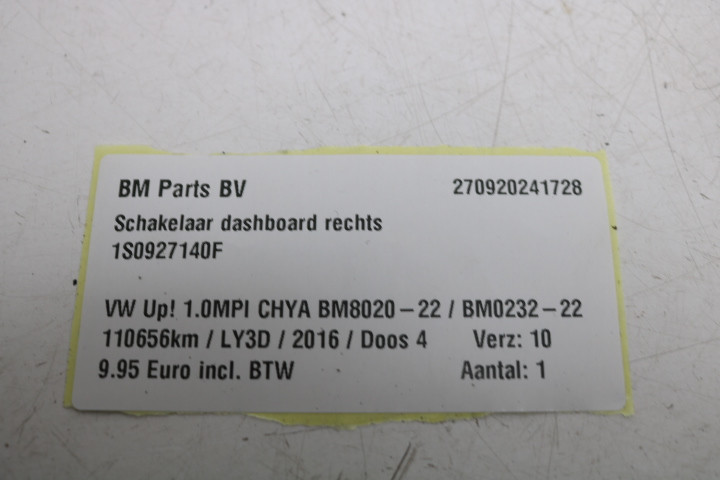 BM Parts BV 270920241728
Schakelaar dashboard rechts
1S0927140F
VW Up! 1.0MPI CHYA BM8020-22 / BM0232-22
110656km / LY3D / 2016 / Doos 4 Verz: 10
9.95 Euro incl. BTW Aantal: 1